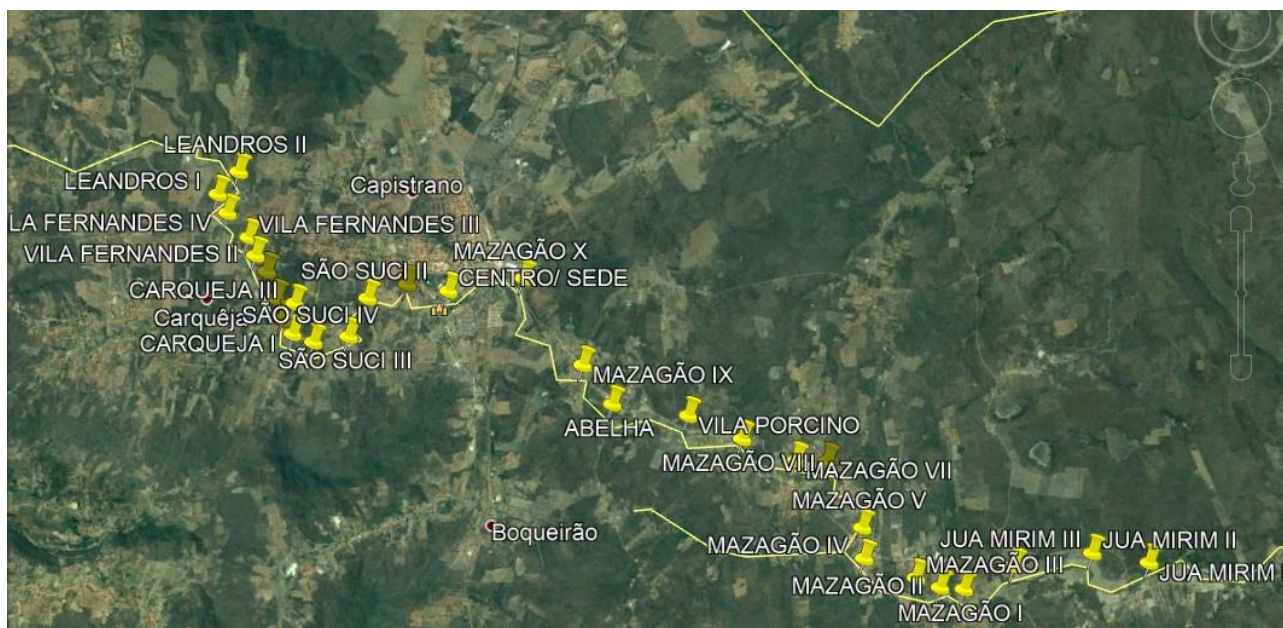 LEANDROS II
LEANDROS I
Capistrano
LA FERNANDES IV
VILA FERNANDES III
VILA FERNANDES II
MAZAGÃO X
SÃO SUCI II
CENTRO/ SEDE
CARQUEJA III
Carquêja
SÃO SUCI IV
CARQUEJA I
SÃO SUCI III
MAZAGÃO IX
ABELHA
VILA PORCINO
MAZAGÃO VIII
MAZAGÃO VII
MAZAGÃO V
Boqueirão
MAZAGÃO IV
JUA MIRIM III
JUA MIRIM II
MAZAGÃO III
JUA MIRIM I
MAZAGÃO II
MAZAGÃO I